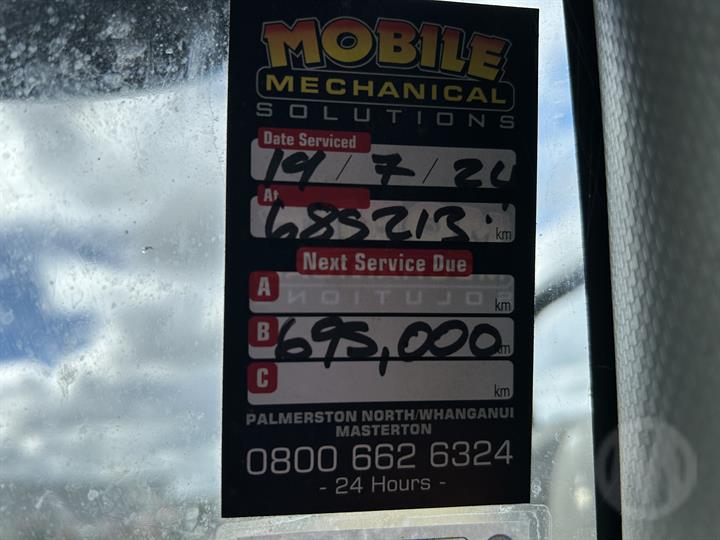 MOBILE
MECHANICAL
SOLUTIONS
Date Serviced
19 / 7 /
At
685213 km
Next Service Due
A km
B 695,000 km
C km
PALMERSTON NORTH/WHANGANUI
MASTERTON
0800 662 6324
- 24 Hours -